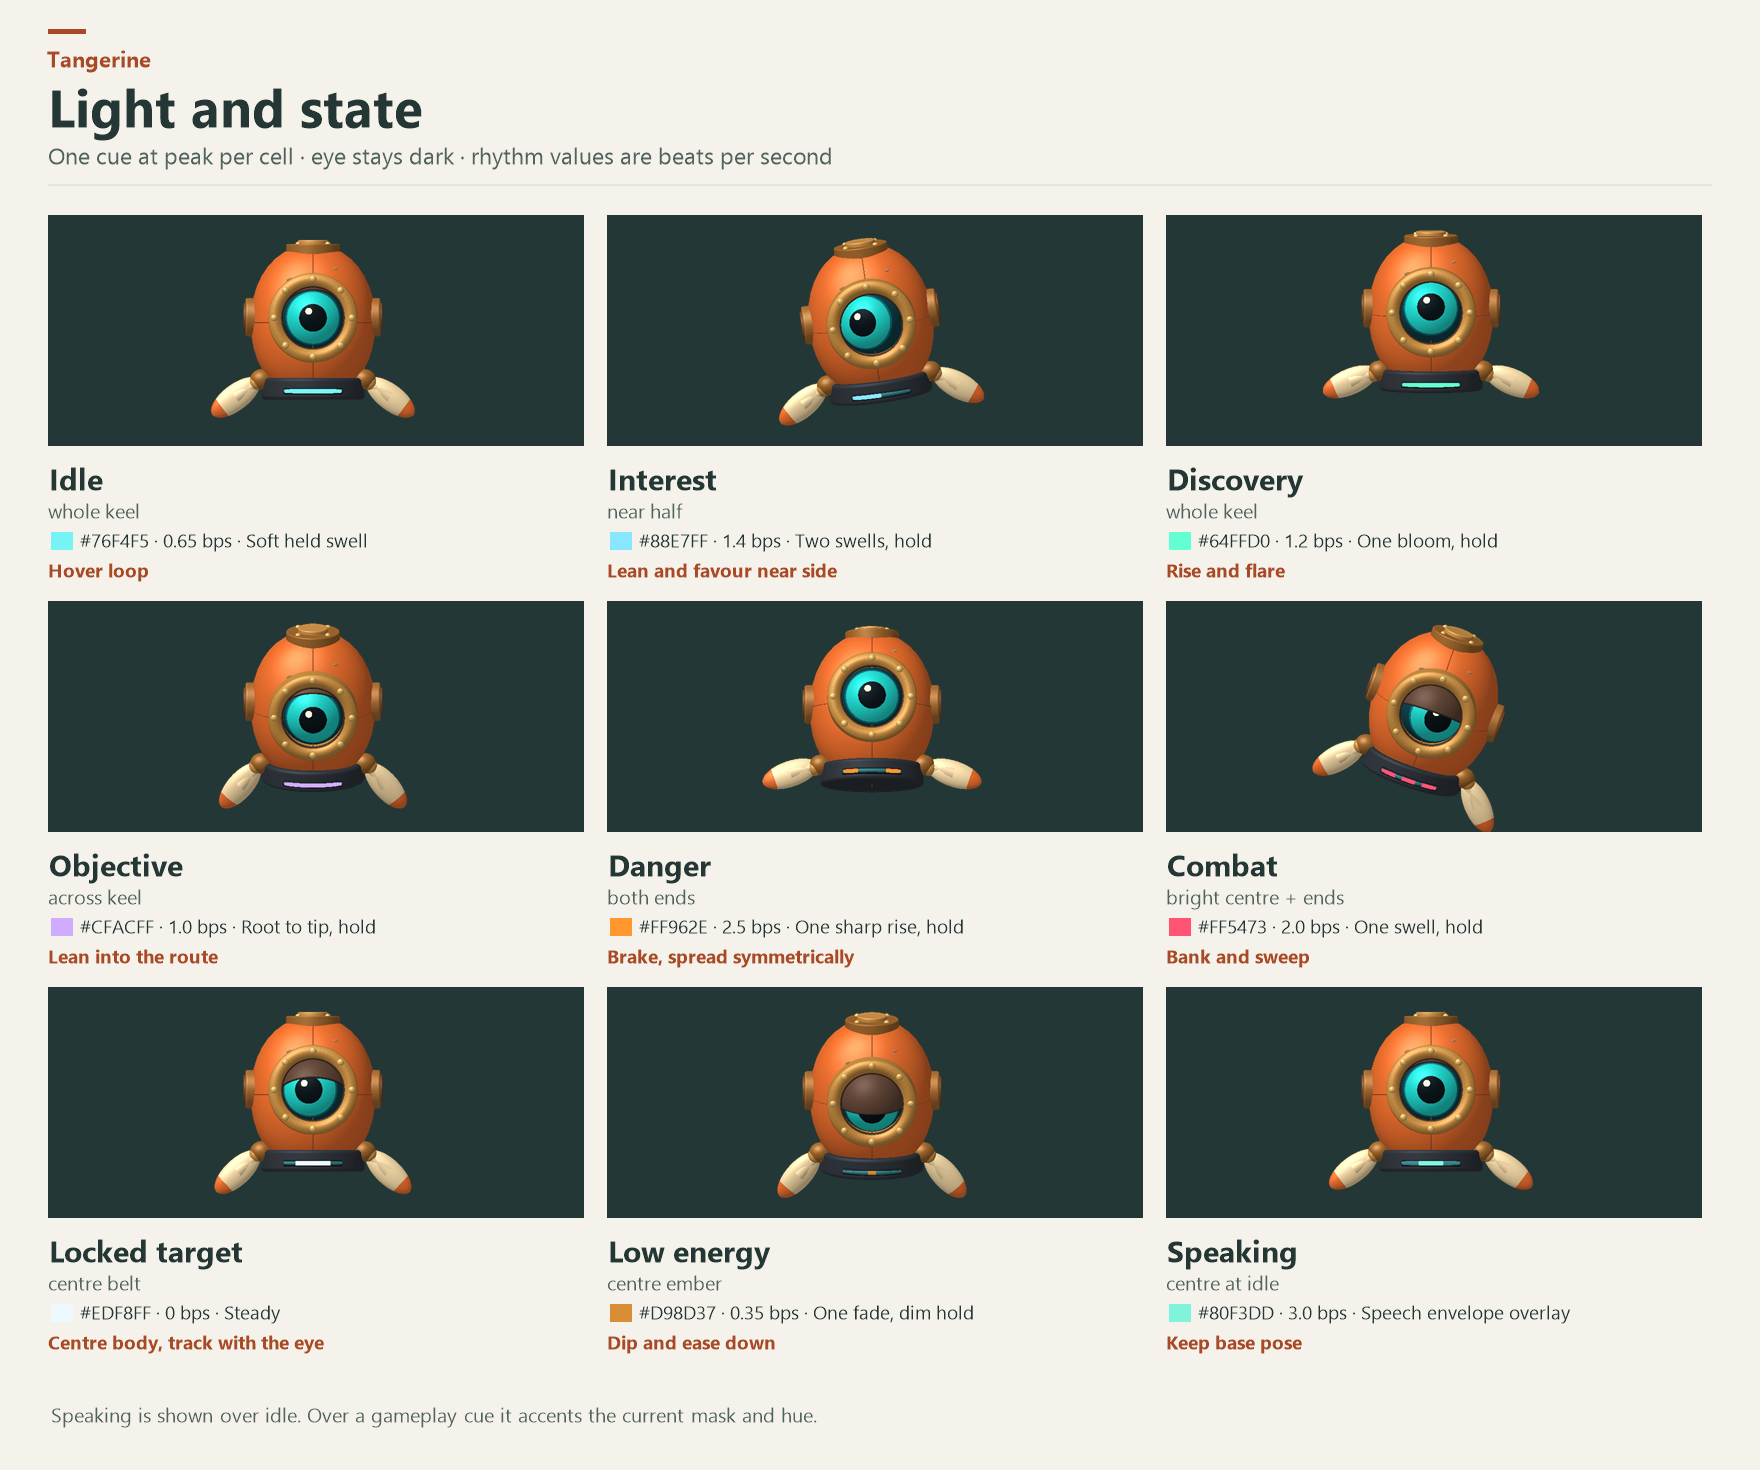 Tangerine
Light and state
One cue at peak per cell · eye stays dark · rhythm values are beats per second
Idle
whole keel
#76F4F5 · 0.65 bps · Soft held swell
Hover loop
Interest
near half
#88E7FF · 1.4 bps · Two swells, hold
Lean and favour near side
Discovery
whole keel
#64FFD0 · 1.2 bps · One bloom, hold
Rise and flare
Objective
across keel
#CFACFF · 1.0 bps · Root to tip, hold
Lean into the route
Danger
both ends
#FF962E · 2.5 bps · One sharp rise, hold
Brake, spread symmetrically
Combat
bright centre + ends
#FF5473 · 2.0 bps · One swell, hold
Bank and sweep
Locked target
centre belt
#EDF8FF · 0 bps · Steady
Centre body, track with the eye
Low energy
centre ember
#D98D37 · 0.35 bps · One fade, dim hold
Dip and ease down
Speaking
centre at idle
#80F3DD · 3.0 bps · Speech envelope overlay
Keep base pose
Speaking is shown over idle. Over a gameplay cue it accents the current mask and hue.